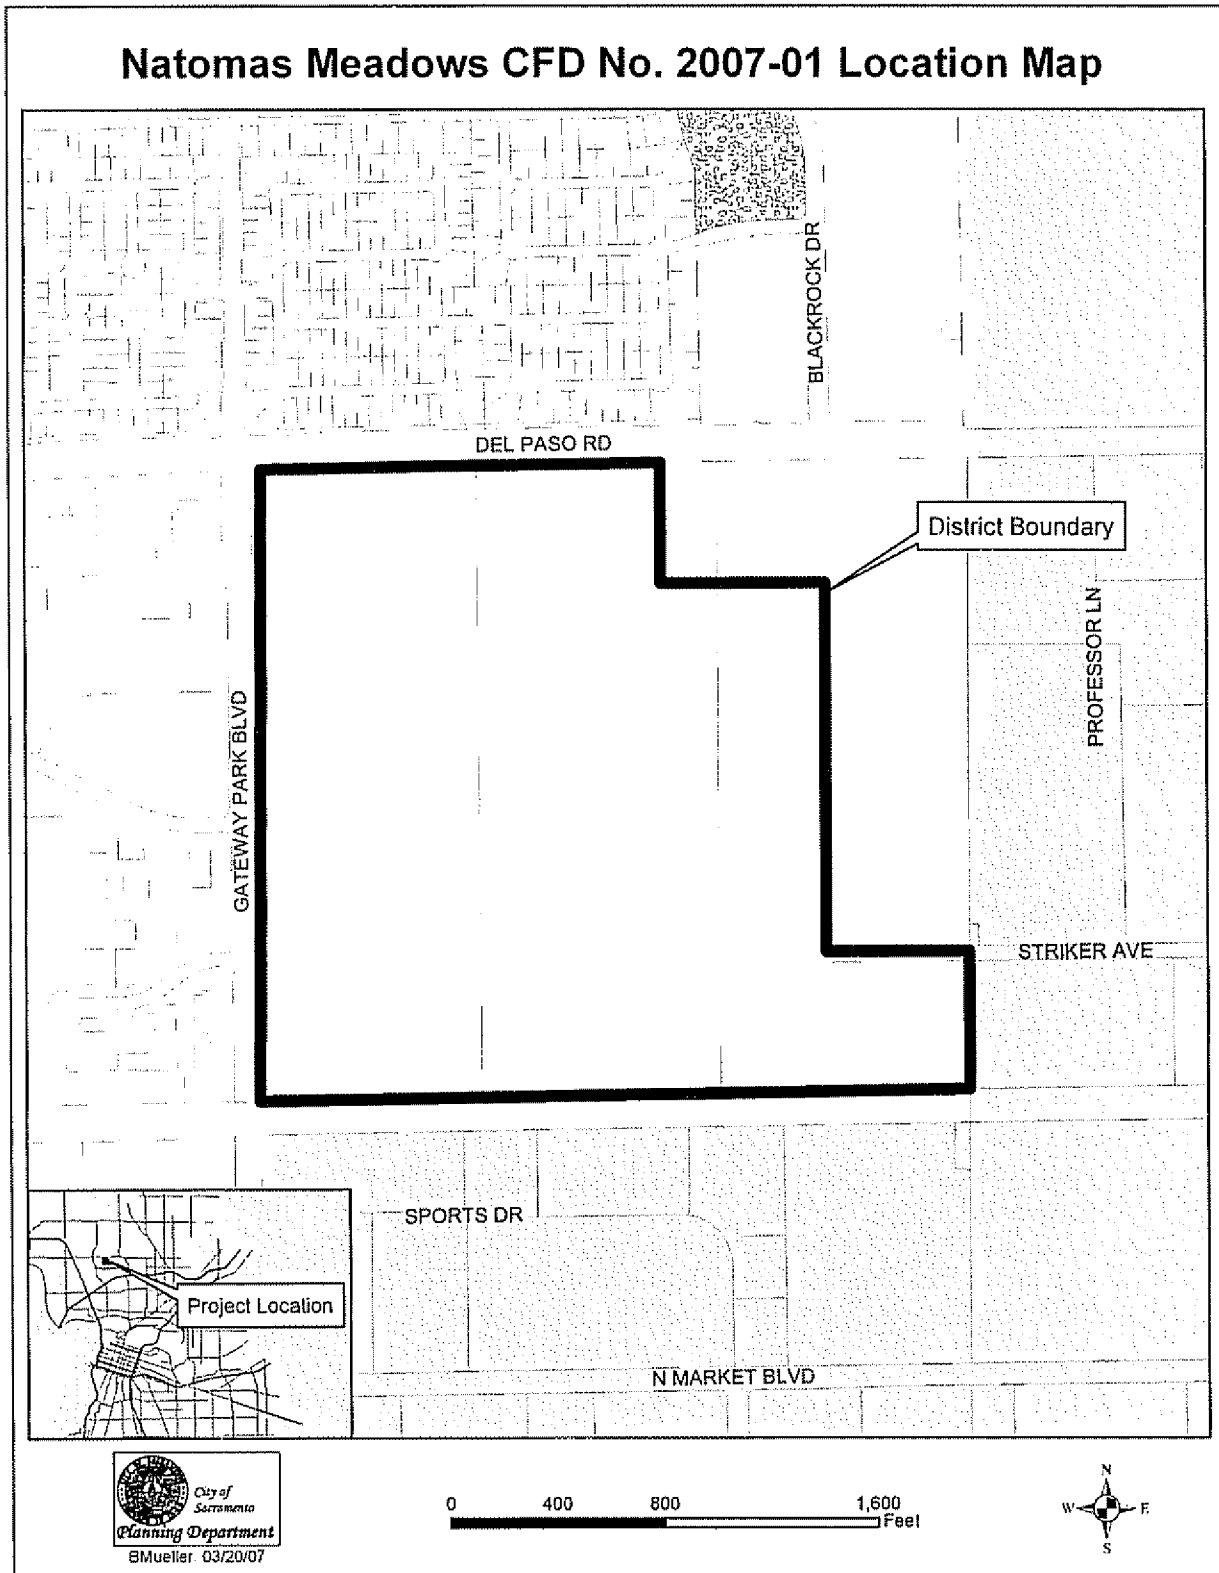 Natomas Meadows CFD No. 2007-01 Location Map
BLACKROCK DR
DEL PASO RD
District Boundary
PROFESSOR LN
GATEWAY PARK BLVD
STRIKER AVE
SPORTS DR
Project Location
N MARKET BLVD
City of
Sacramento
Planning Department
BMueller 03/20/07
0 400 800 1,600
Feet
N
W E
S